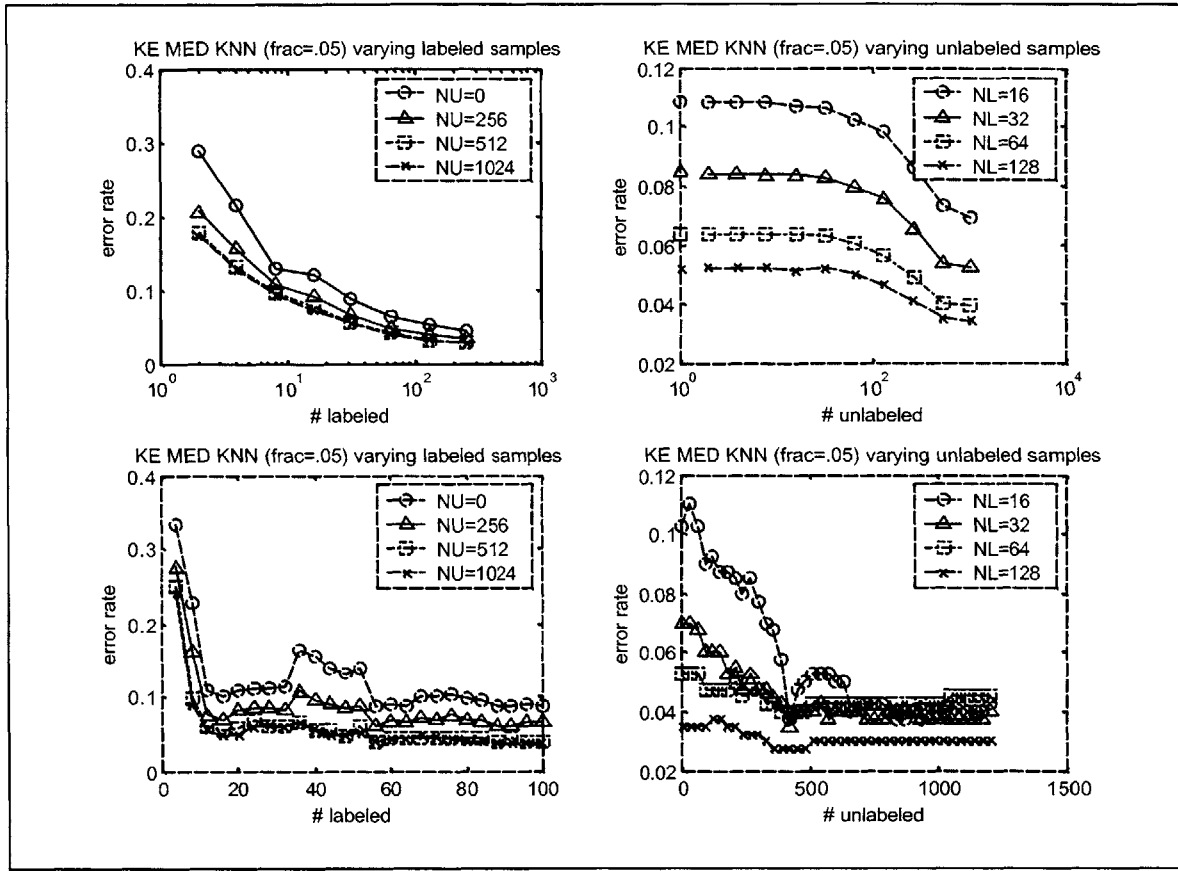 KE MED KNN (frac=.05) varying labeled samples
0.4
0.3
0.2
0.1
0
error rate
NU=0
NU=256
NU=512
NU=1024
10^0
10^1
10^2
10^3
# labeled
KE MED KNN (frac=.05) varying unlabeled samples
0.12
0.1
0.08
0.06
0.04
0.02
error rate
NL=16
NL=32
NL=64
NL=128
10^0
10^2
10^4
# unlabeled
KE MED KNN (frac=.05) varying labeled samples
0.4
0.3
0.2
0.1
0
error rate
NU=0
NU=256
NU=512
NU=1024
0
20
40
60
80
100
# labeled
KE MED KNN (frac=.05) varying unlabeled samples
0.12
0.1
0.08
0.06
0.04
0.02
error rate
NL=16
NL=32
NL=64
NL=128
0
500
1000
1500
# unlabeled